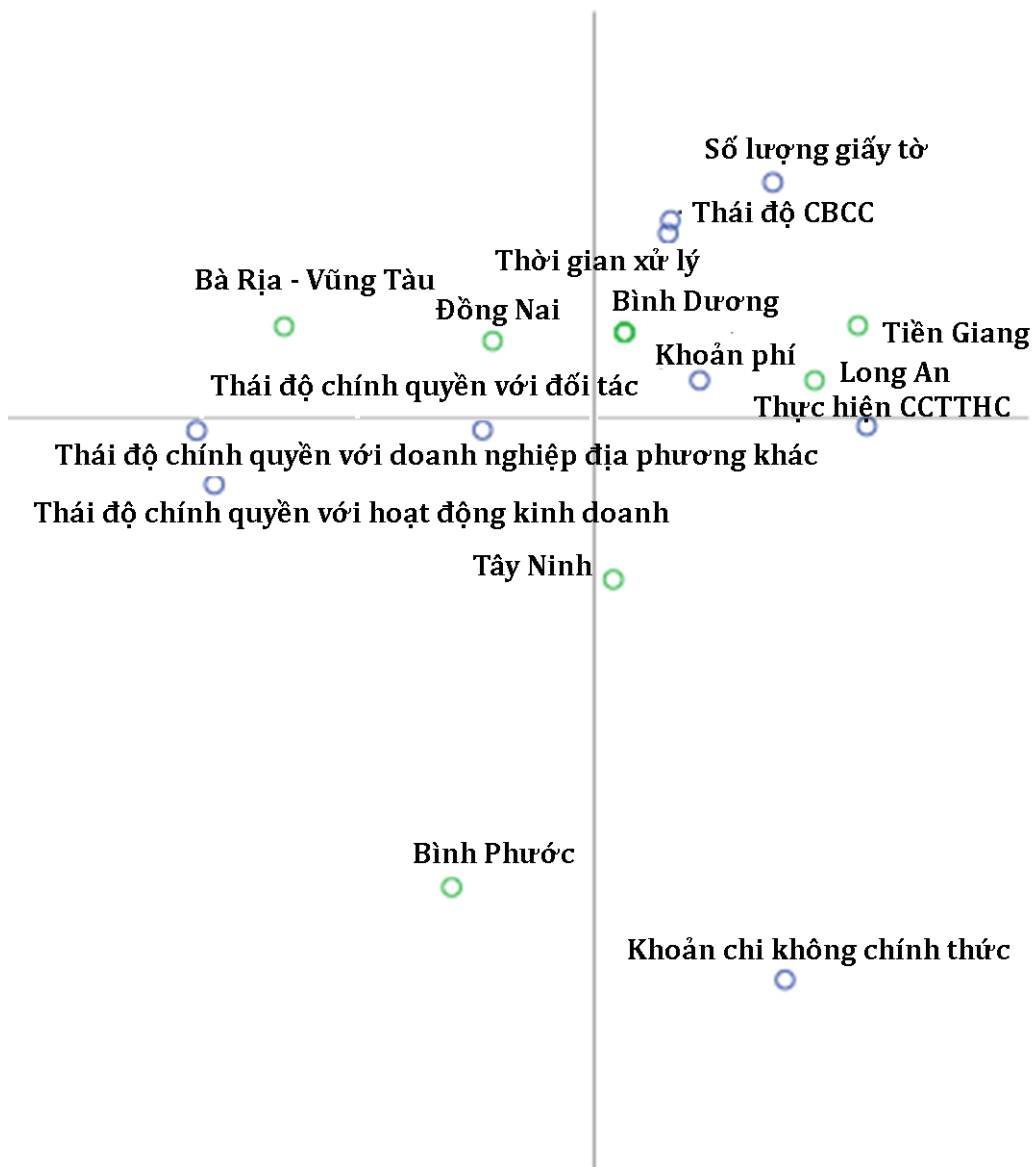 Số lượng giấy tờ
Thái độ CBCC
Thời gian xử lý
Bà Rịa - Vũng Tàu
Đồng Nai
Bình Dương
Tiền Giang
Khoản phí
Long An
Thái độ chính quyền với đối tác
Thực hiện CCTTHC
Thái độ chính quyền với doanh nghiệp địa phương khác
Thái độ chính quyền với hoạt động kinh doanh
Tây Ninh
Bình Phước
Khoản chi không chính thức